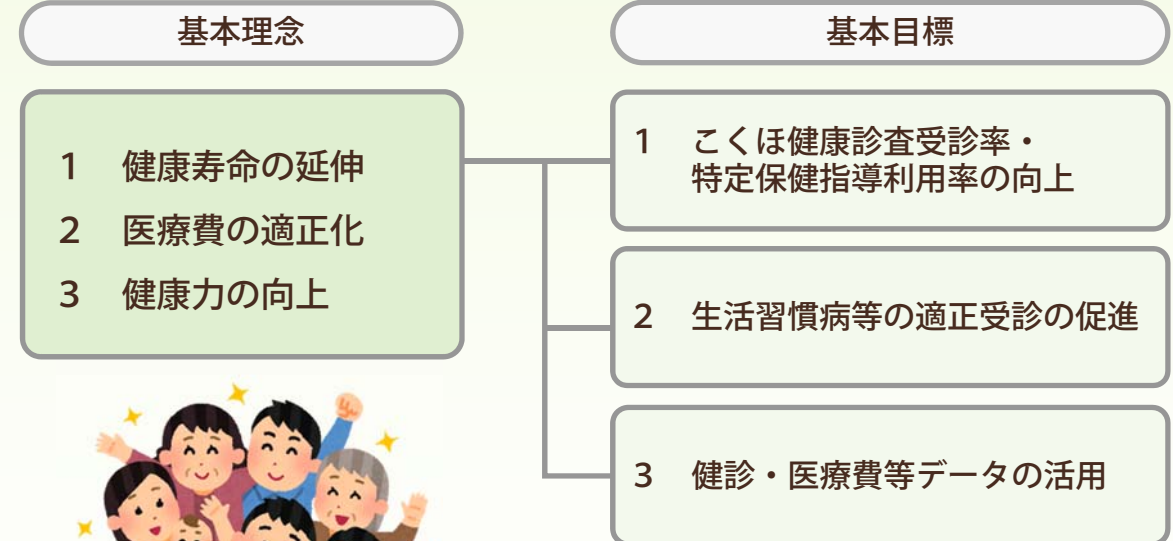 基本理念
1 健康寿命の延伸
2 医療費の適正化
3 健康力の向上
基本目標
1 こくほ健康診査受診率・
特定保健指導利用率の向上
2 生活習慣病等の適正受診の促進
3 健診・医療費等データの活用